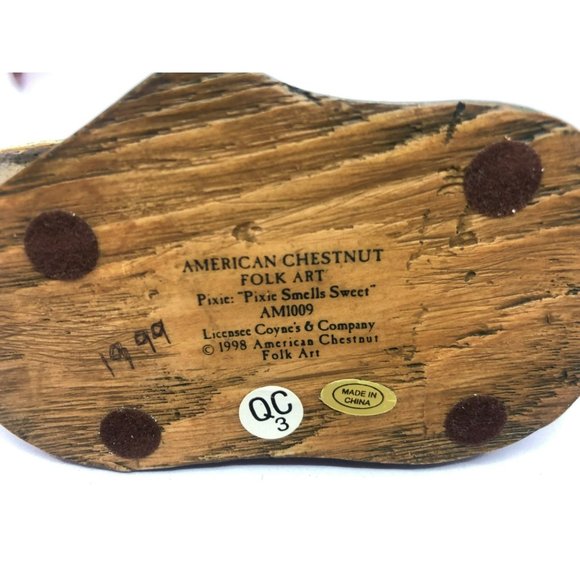 AMERICAN CHESTNUT
FOLK ART
Pixie: "Pixie Smells Sweet"
AM1009
Licensee Coyne's & Company
© 1998 American Chestnut
Folk Art
1999
QC
3
MADE IN
CHINA